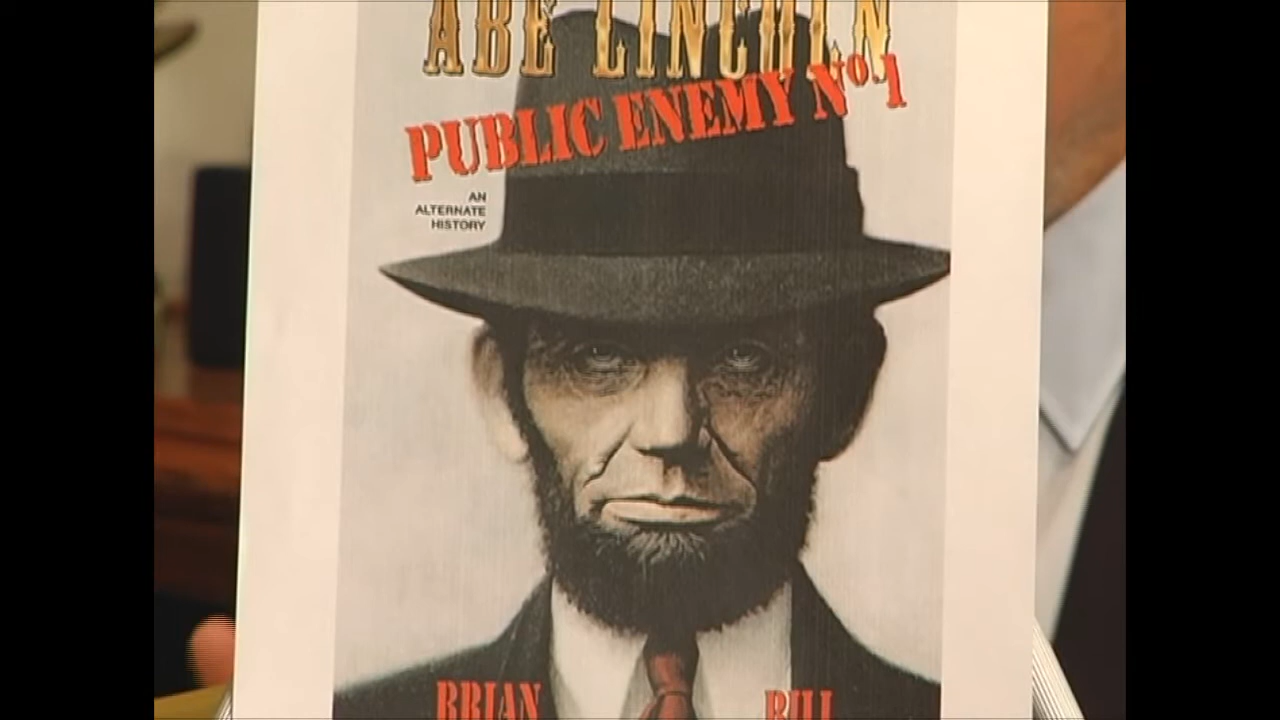 ABE LINCOLN
PUBLIC ENEMY Nº.1
AN
ALTERNATE
HISTORY
BRIAN BILL